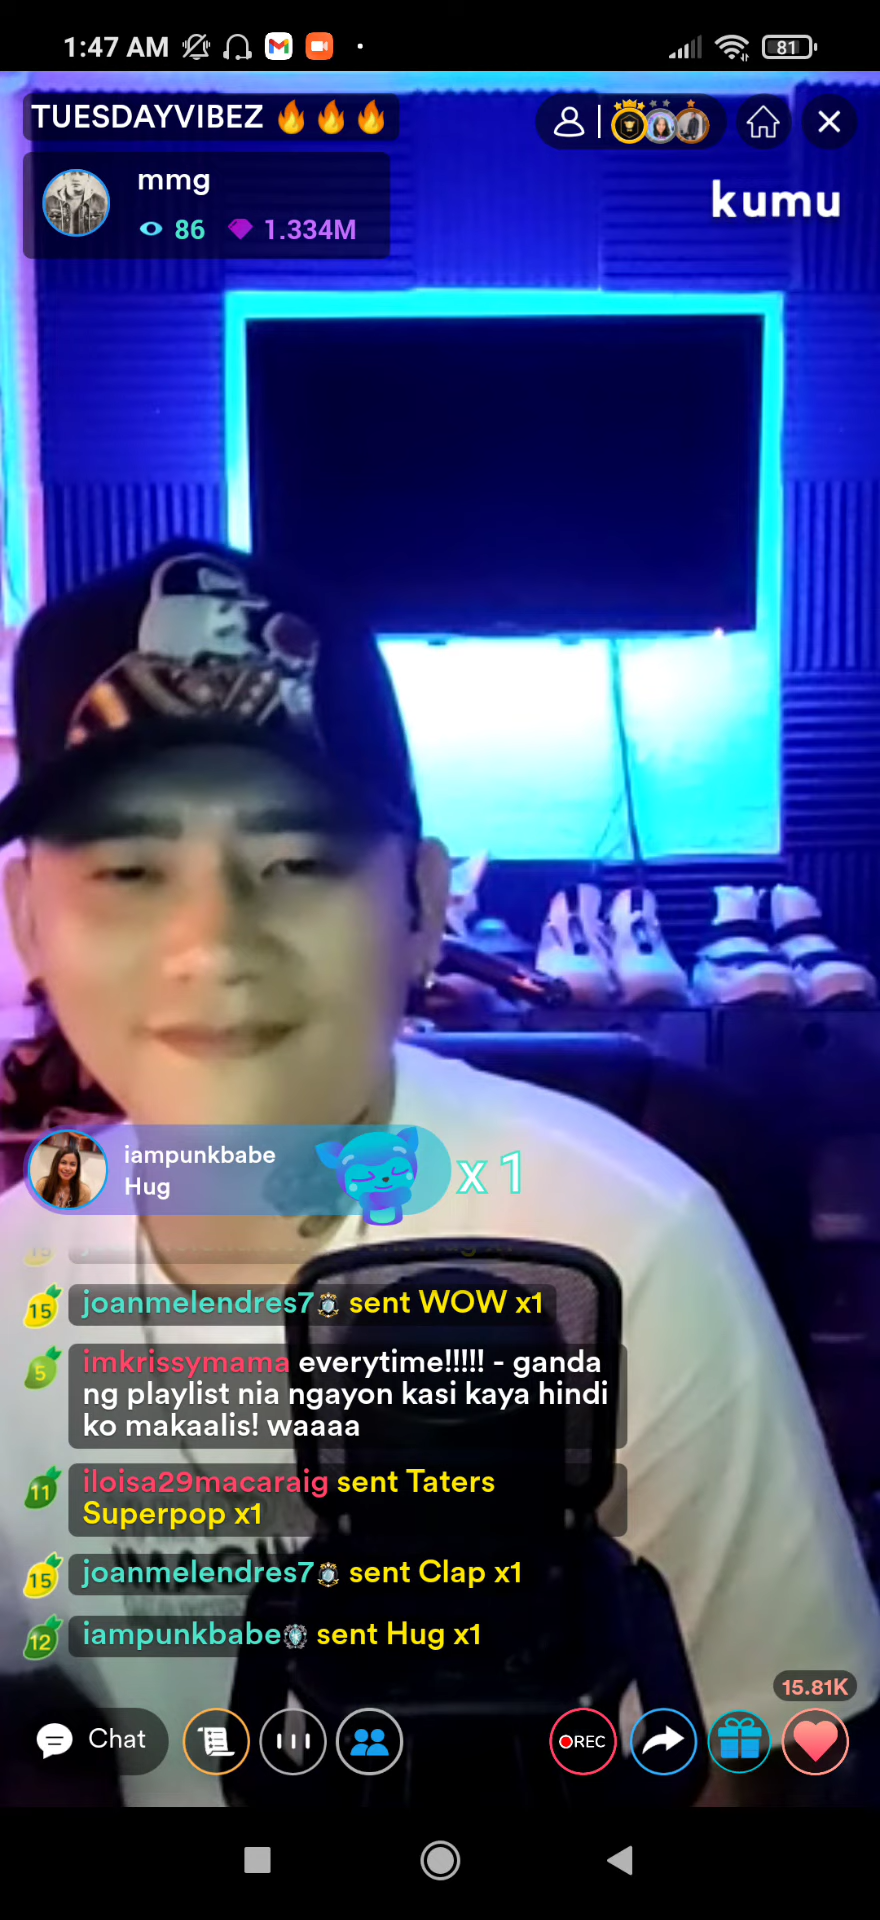 1:47 AM
81
TUESDAYVIBEZ 🔥🔥🔥
mmg
86 1.334M
kumu
iampunkbabe
Hug
x 1
15 joanmelendres7 sent WOW x1
5 imkrissymama everytime!!!!! - ganda
ng playlist nia ngayon kasi kaya hindi
ko makaalis! waaaa
11 iloisa29macaraig sent Taters
Superpop x1
15 joanmelendres7 sent Clap x1
12 iampunkbabe sent Hug x1
15.81K
Chat
REC